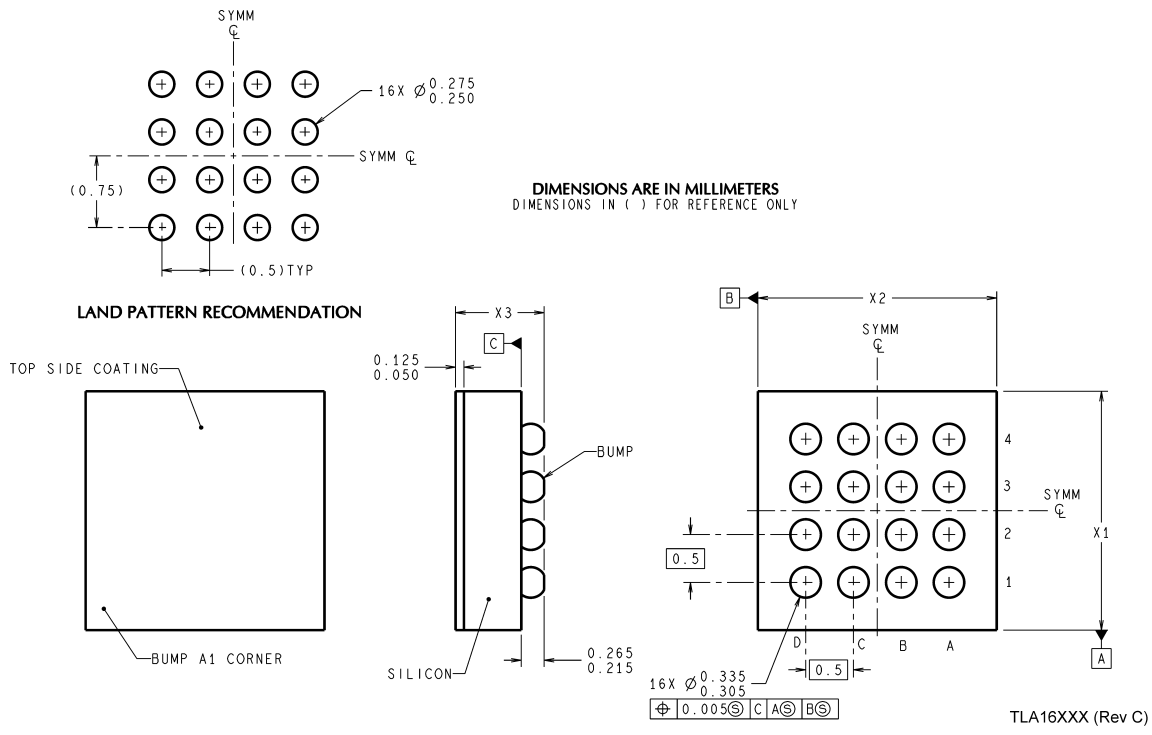 SYMM
℄
16X Ø 0.275
0.250
SYMM ℄
(0.75)
(0.5)TYP
LAND PATTERN RECOMMENDATION
DIMENSIONS ARE IN MILLIMETERS
DIMENSIONS IN ( ) FOR REFERENCE ONLY
TOP SIDE COATING
BUMP A1 CORNER
X3
C
0.125
0.050
BUMP
SILICON
0.265
0.215
B
X2
SYMM
℄
4
3
SYMM
℄
2
X1
0.5
1
D C B A
A
0.5
16X Ø 0.335
0.305
⌖ 0.005Ⓢ C AⓈ BⓈ
TLA16XXX (Rev C)